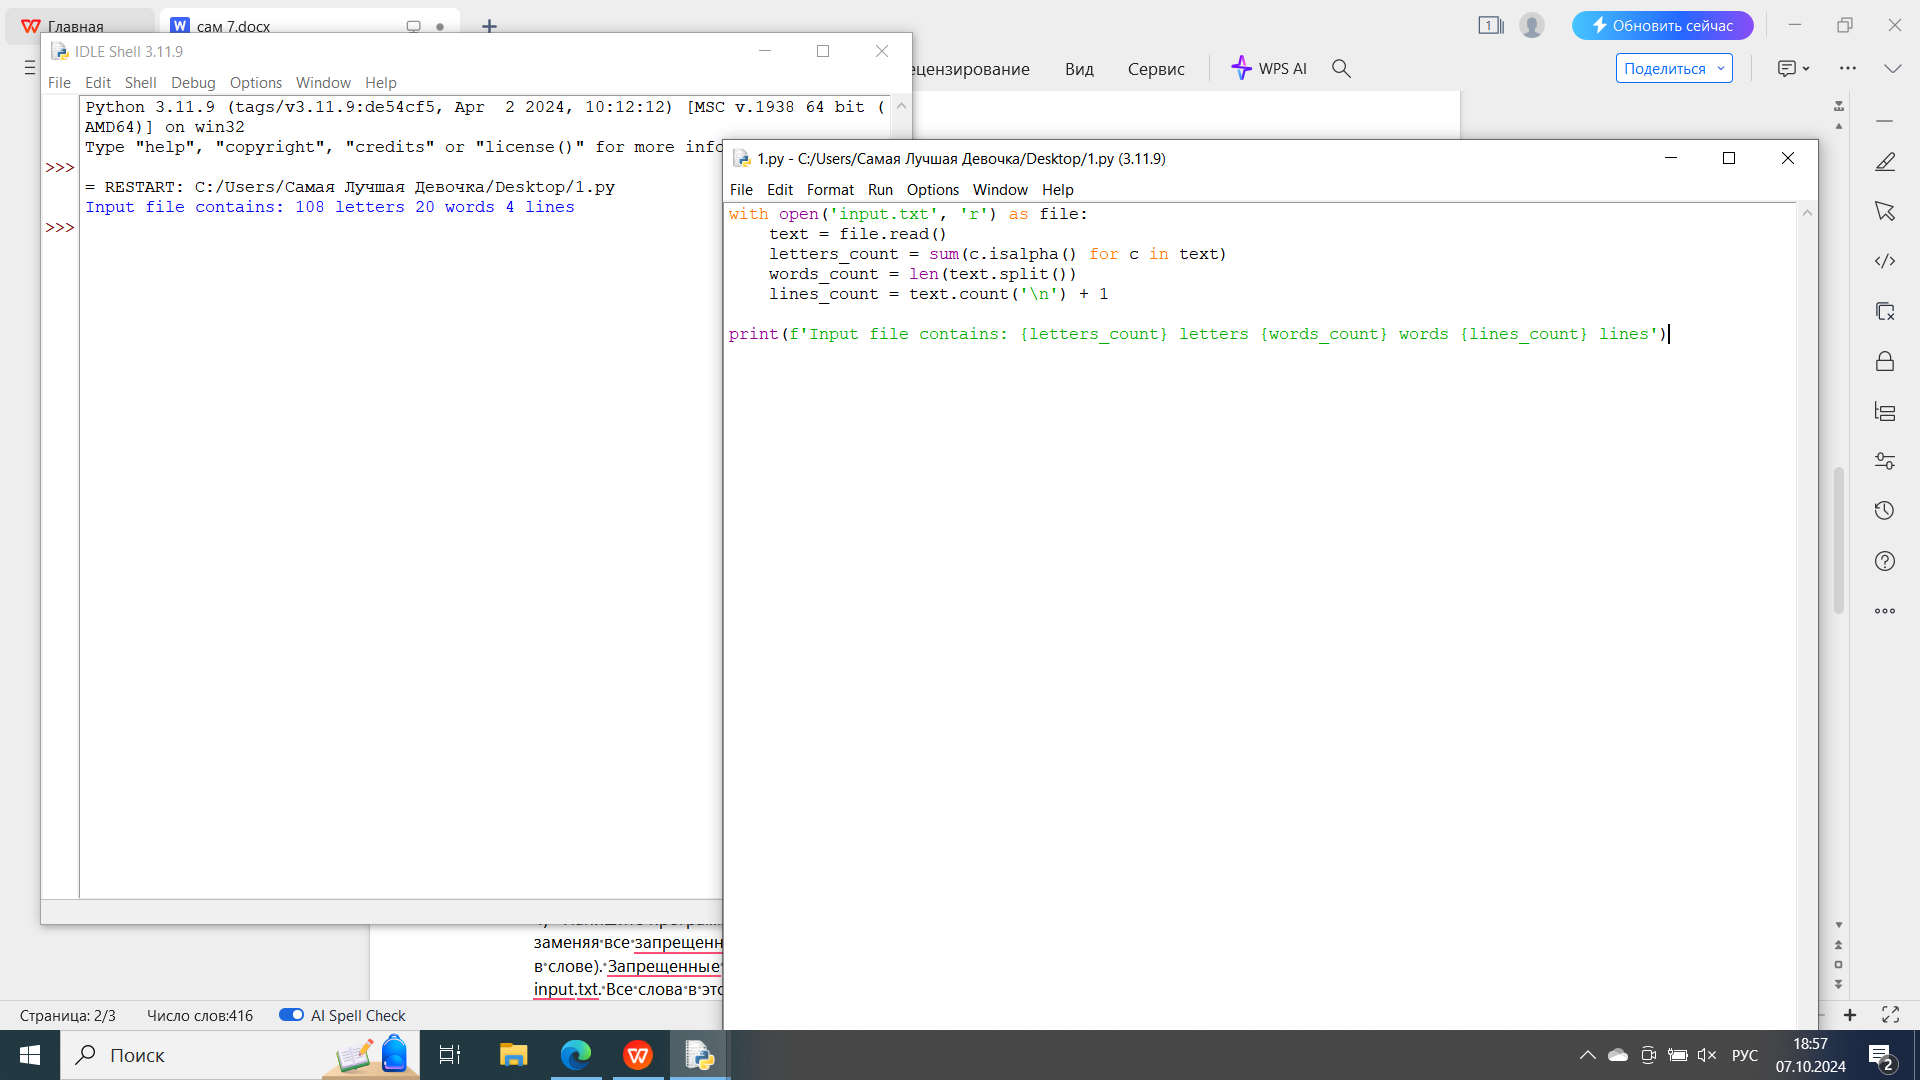 Главная
сам 7.docx
1
Обновить сейчас
ецензирование
Вид
Сервис
WPS AI
Поделиться
IDLE Shell 3.11.9
File Edit Shell Debug Options Window Help
Python 3.11.9 (tags/v3.11.9:de54cf5, Apr  2 2024, 10:12:12) [MSC v.1938 64 bit (
AMD64)] on win32
Type "help", "copyright", "credits" or "license()" for more info
>>>
= RESTART: C:/Users/Самая Лучшая Девочка/Desktop/1.py
Input file contains: 108 letters 20 words 4 lines
>>>
1.py - C:/Users/Самая Лучшая Девочка/Desktop/1.py (3.11.9)
File Edit Format Run Options Window Help
with open('input.txt', 'r') as file:
    text = file.read()
    letters_count = sum(c.isalpha() for c in text)
    words_count = len(text.split())
    lines_count = text.count('\n') + 1
print(f'Input file contains: {letters_count} letters {words_count} words {lines_count} lines')
заменяя все запрещенн
в слове). Запрещенные
input.txt. Все слова в это
Страница: 2/3
Число слов:416
AI Spell Check
Поиск
РУС
18:57
07.10.2024
2